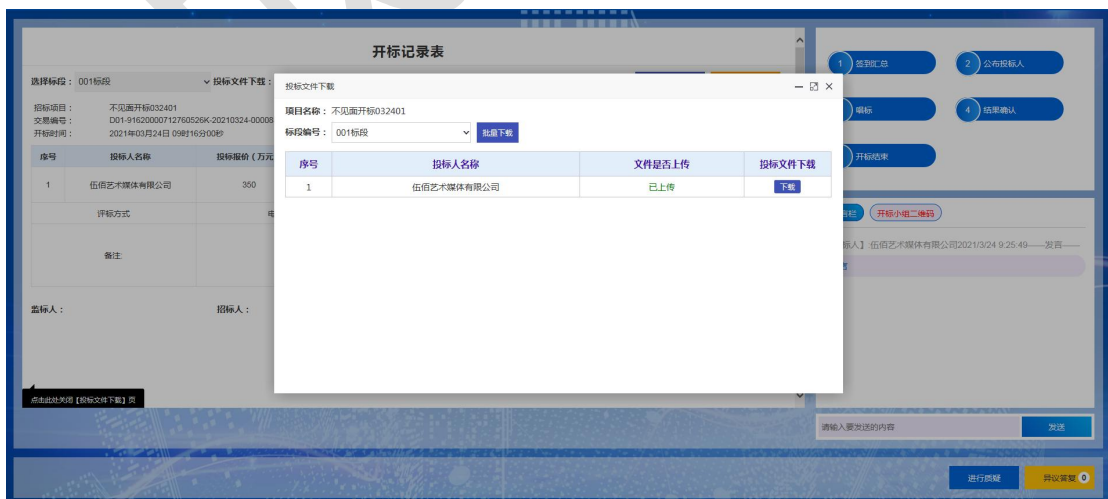 开标记录表
选择标段： 001标段
投标文件下载：
招标项目： 不见面开标032401
交易编号： D01-91620000712760526K-20210324-00008
开标时间： 2021年03月24日 09时16分00秒
序号 投标人名称 投标报价（万元
1 伍佰艺术媒体有限公司 350
评标方式
备注
监标人： 招标人：
点击此处关闭【投标文件下载】页
投标文件下载
项目名称： 不见面开标032401
标段编号： 001标段 批量下载
序号 投标人名称 文件是否上传 投标文件下载
1 伍佰艺术媒体有限公司 已上传 下载
1 签到汇总
2 公布投标人
唱标
4 结果确认
开标结束
开标小组二维码
标人】 伍佰艺术媒体有限公司2021/3/24 9:25:49——发言——
请输入要发送的内容 发送
进行质疑 异议答复 0